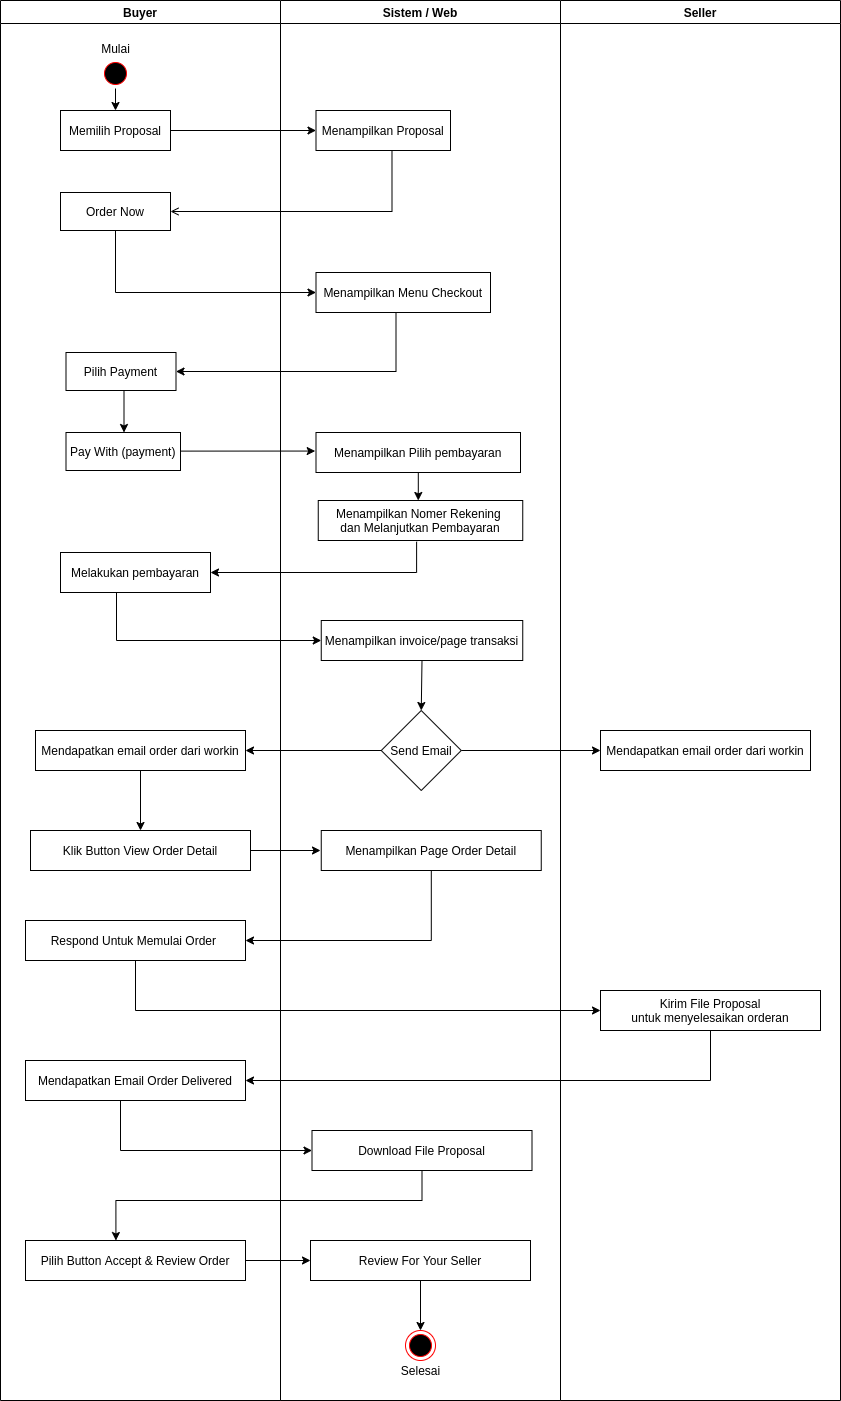 Buyer
Sistem / Web
Seller
Mulai
Memilih Proposal
Menampilkan Proposal
Order Now
Menampilkan Menu Checkout
Pilih Payment
Pay With (payment)
Menampilkan Pilih pembayaran
Menampilkan Nomer Rekening
dan Melanjutkan Pembayaran
Melakukan pembayaran
Menampilkan invoice/page transaksi
Mendapatkan email order dari workin
Send Email
Mendapatkan email order dari workin
Klik Button View Order Detail
Menampilkan Page Order Detail
Respond Untuk Memulai Order
Kirim File Proposal
untuk menyelesaikan orderan
Mendapatkan Email Order Delivered
Download File Proposal
Pilih Button Accept & Review Order
Review For Your Seller
Selesai